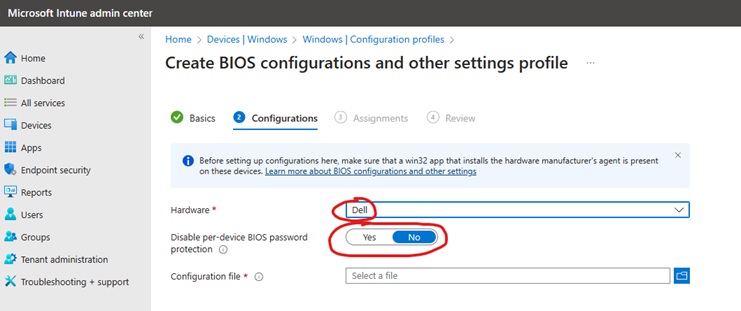 Microsoft Intune admin center
«
Home
Dashboard
All services
Devices
Apps
Endpoint security
Reports
Users
Groups
Tenant administration
Troubleshooting + support
Home > Devices | Windows > Windows | Configuration profiles >
Create BIOS configurations and other settings profile ...
Basics 2 Configurations 3 Assignments 4 Review
Before setting up configurations here, make sure that a win32 app that installs the hardware manufacturer's agent is present
on these devices. Learn more about BIOS configurations and other settings
Hardware *
Dell
Disable per-device BIOS password
protection
Yes No
Configuration file *
Select a file